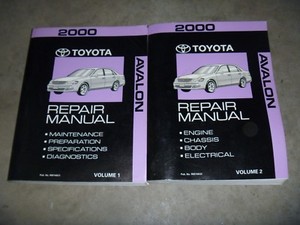 2000
TOYOTA
AVALON
REPAIR
MANUAL
• MAINTENANCE
• PREPARATION
• SPECIFICATIONS
• DIAGNOSTICS
VOLUME 1
2000
TOYOTA
AVALON
REPAIR
MANUAL
• ENGINE
• CHASSIS
• BODY
• ELECTRICAL
VOLUME 2